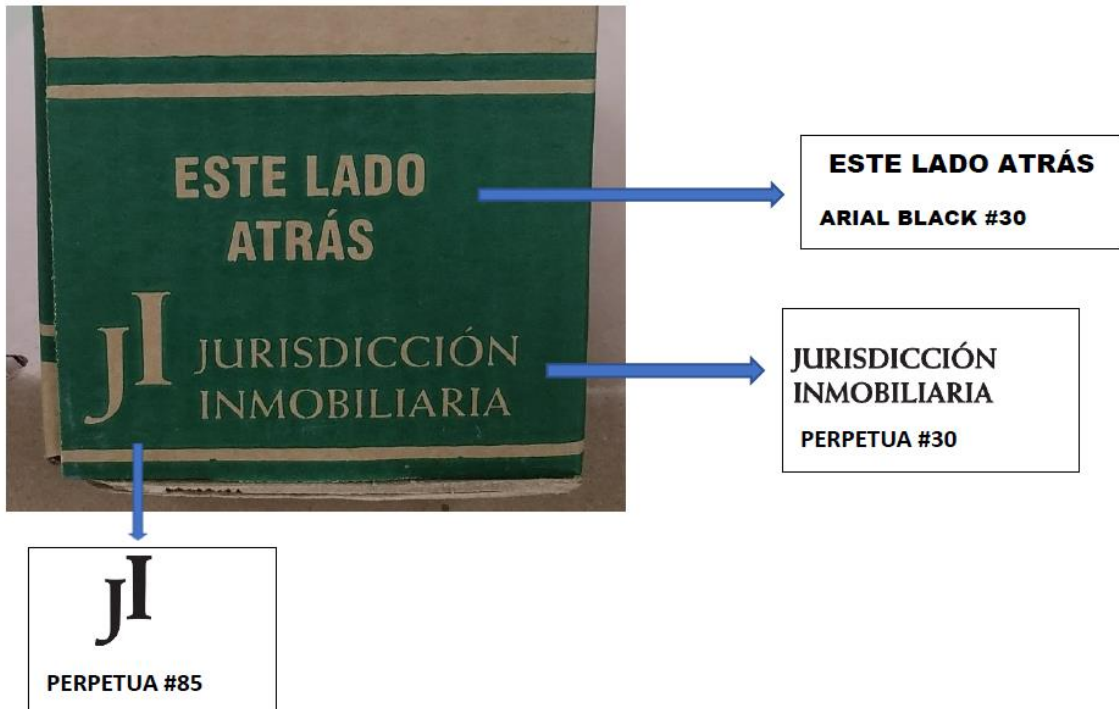 ESTE LADO
ATRÁS
JI JURISDICCIÓN
INMOBILIARIA
ESTE LADO ATRÁS
ARIAL BLACK #30
JURISDICCIÓN
INMOBILIARIA
PERPETUA #30
JI
PERPETUA #85